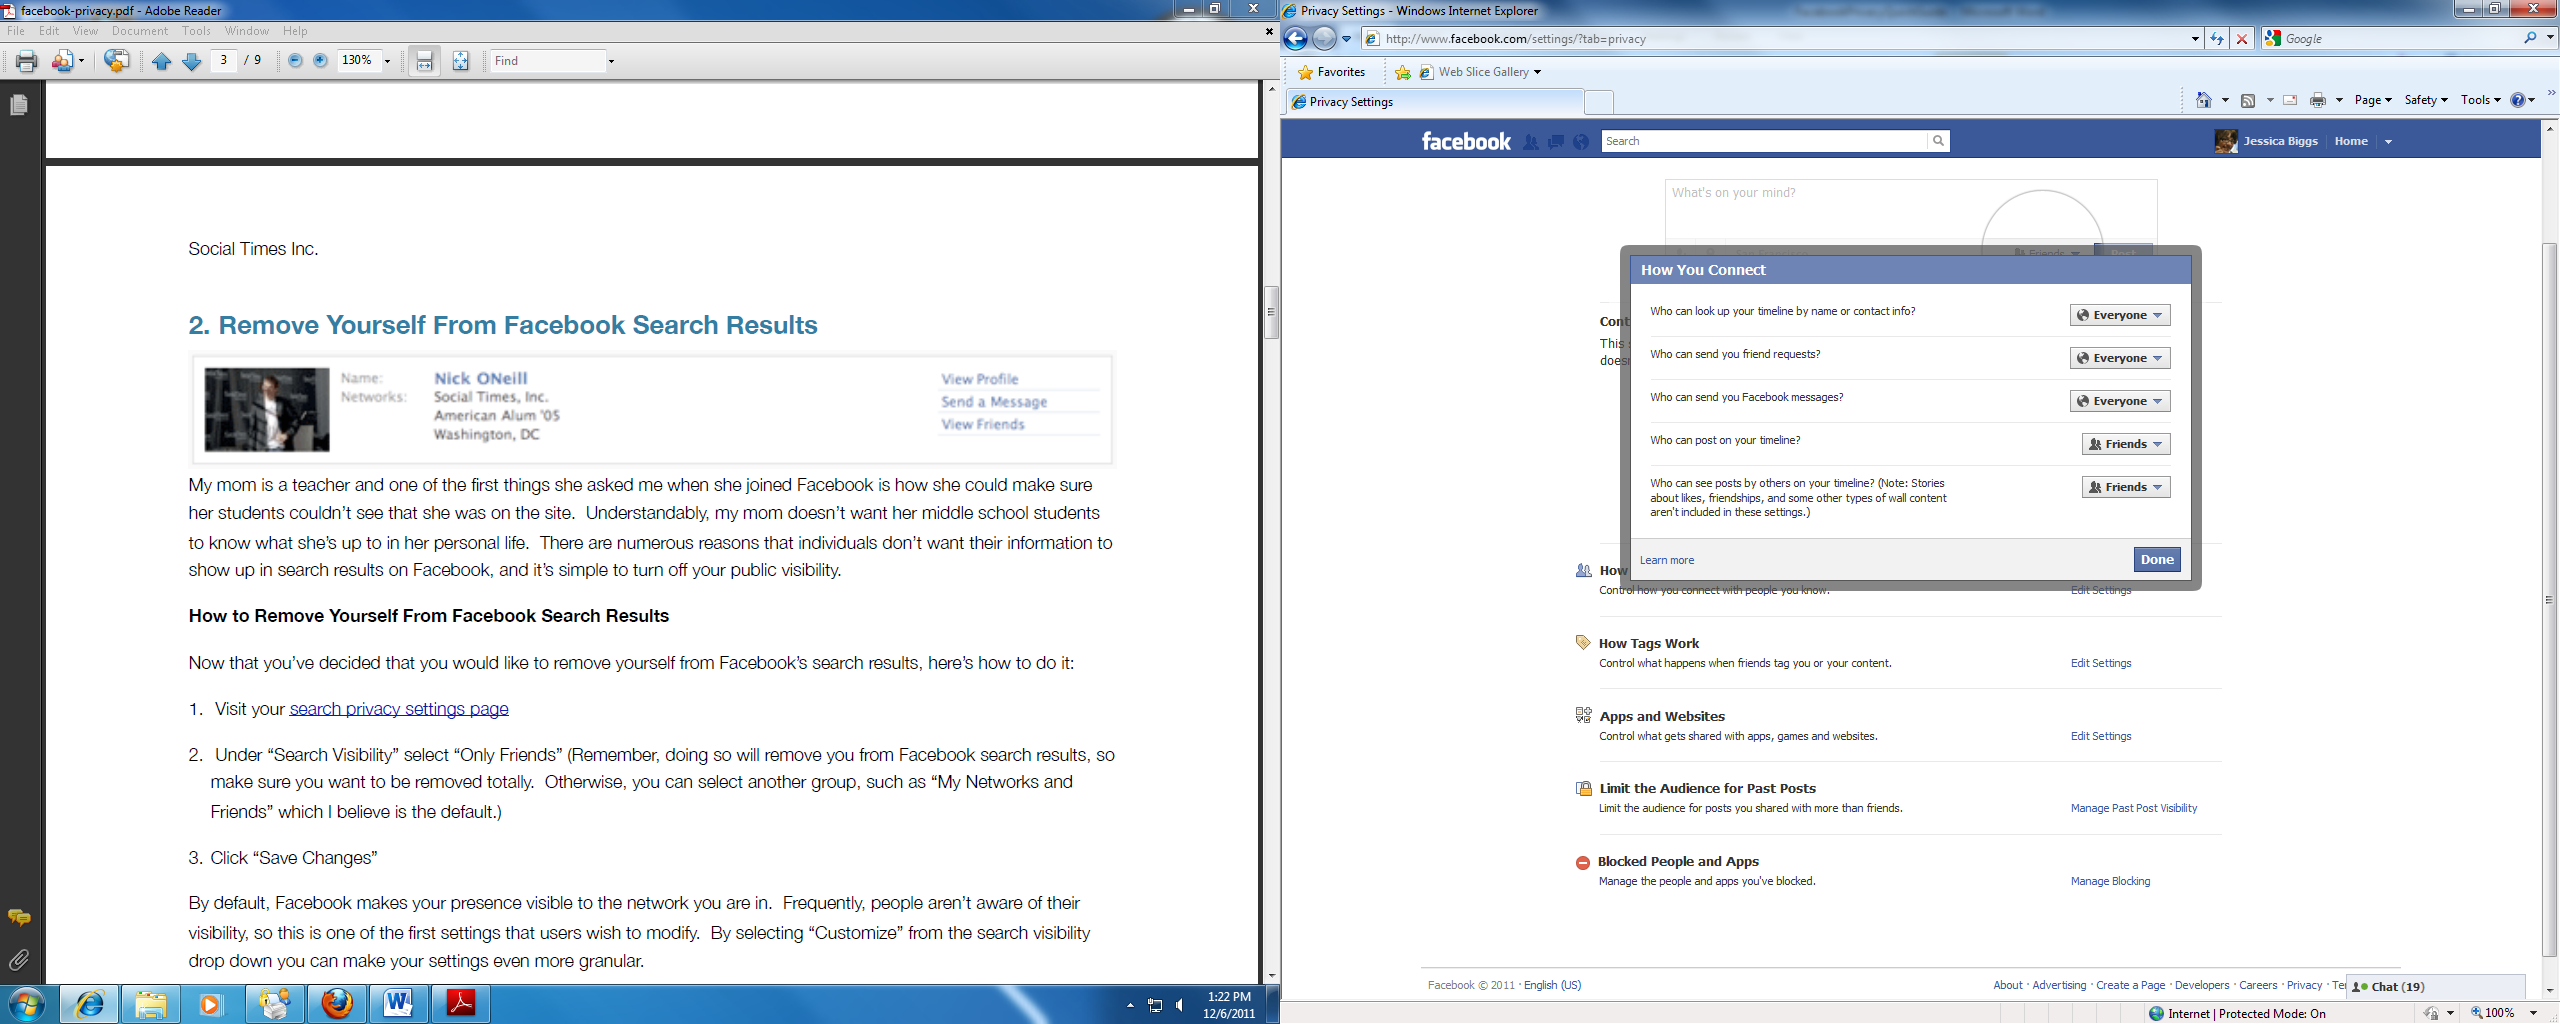 facebook-privacy.pdf - Adobe Reader
File Edit View Document Tools Window Help
3 / 9 130% Find
Social Times Inc.
2. Remove Yourself From Facebook Search Results
Name: Nick ONeill
Networks: Social Times, Inc.
American Alum '05
Washington, DC
View Profile
Send a Message
View Friends
My mom is a teacher and one of the first things she asked me when she joined Facebook is how she could make sure
her students couldn’t see that she was on the site. Understandably, my mom doesn’t want her middle school students
to know what she’s up to in her personal life. There are numerous reasons that individuals don’t want their information to
show up in search results on Facebook, and it’s simple to turn off your public visibility.
How to Remove Yourself From Facebook Search Results
Now that you’ve decided that you would like to remove yourself from Facebook’s search results, here’s how to do it:
1. Visit your search privacy settings page
2. Under “Search Visibility” select “Only Friends” (Remember, doing so will remove you from Facebook search results, so
make sure you want to be removed totally. Otherwise, you can select another group, such as “My Networks and
Friends” which I believe is the default.)
3. Click “Save Changes”
By default, Facebook makes your presence visible to the network you are in. Frequently, people aren’t aware of their
visibility, so this is one of the first settings that users wish to modify. By selecting “Customize” from the search visibility
drop down you can make your settings even more granular.
1:22 PM
12/6/2011
Privacy Settings - Windows Internet Explorer
http://www.facebook.com/settings/?tab=privacy
Google
Favorites Web Slice Gallery
Privacy Settings
Page Safety Tools
facebook Search Jessica Biggs Home
What's on your mind?
Friends Post
How You Connect
Who can look up your timeline by name or contact info? Everyone
Who can send you friend requests? Everyone
Who can send you Facebook messages? Everyone
Who can post on your timeline? Friends
Who can see posts by others on your timeline? (Note: Stories Friends
about likes, friendships, and some other types of wall content
aren't included in these settings.)
Learn more Done
Cont
This
does
How
Control how you connect with people you know. Edit Settings
How Tags Work
Control what happens when friends tag you or your content. Edit Settings
Apps and Websites
Control what gets shared with apps, games and websites. Edit Settings
Limit the Audience for Past Posts
Limit the audience for posts you shared with more than friends. Manage Past Post Visibility
Blocked People and Apps
Manage the people and apps you've blocked. Manage Blocking
Facebook © 2011 · English (US)
About · Advertising · Create a Page · Developers · Careers · Privacy · Te
Chat (19)
Internet | Protected Mode: On 100%